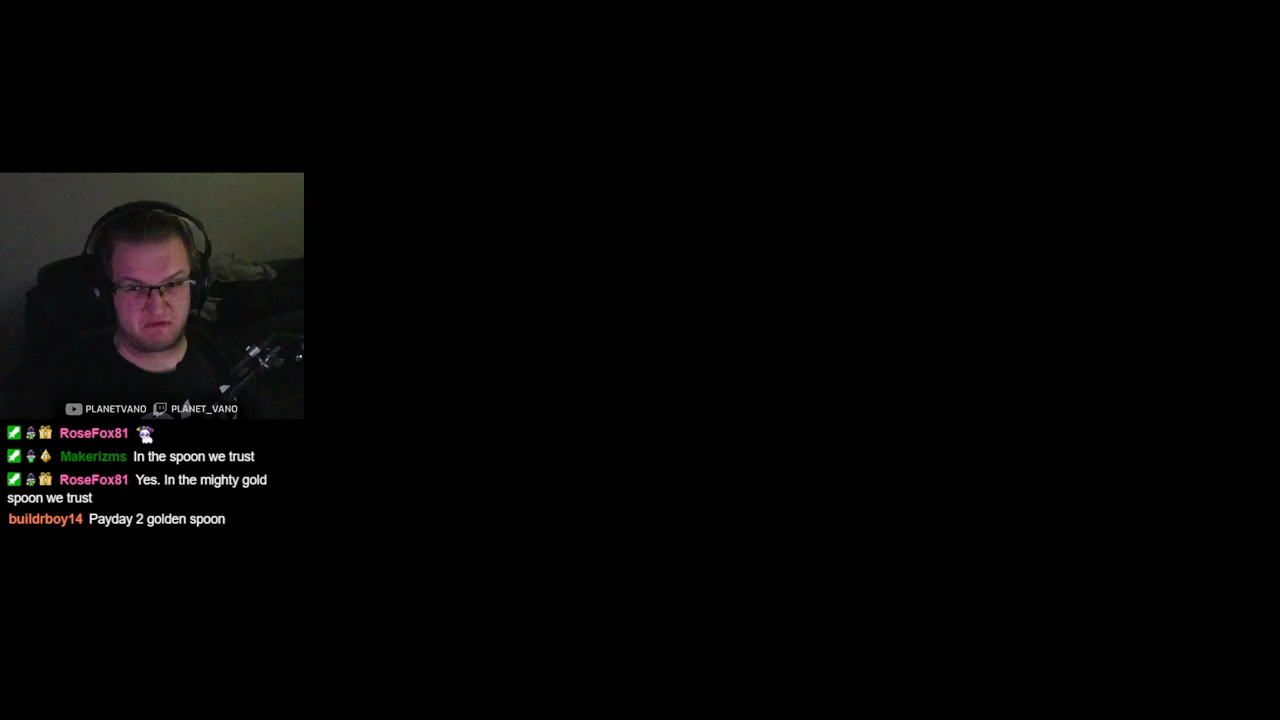 PLANETVANO PLANET_VANO
RoseFox81
Makerizms In the spoon we trust
RoseFox81 Yes. In the mighty gold
spoon we trust
buildrboy14 Payday 2 golden spoon